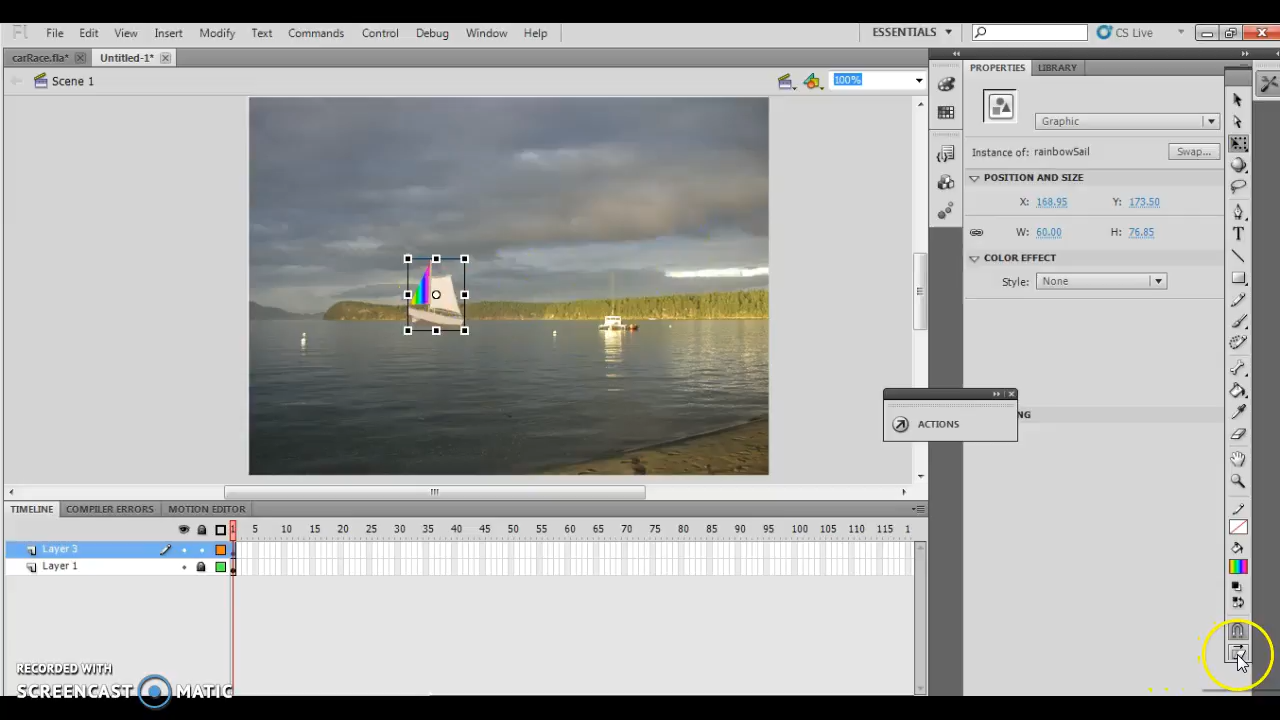 Fl File Edit View Insert Modify Text Commands Control Debug Window Help ESSENTIALS CS Live
carRace.fla* Untitled-1*
Scene 1 100%
PROPERTIES LIBRARY
Graphic
Instance of: rainbowSail Swap...
POSITION AND SIZE
X: 168.95 Y: 173.50
W: 60.00 H: 76.85
COLOR EFFECT
Style: None
NG
ACTIONS
TIMELINE COMPILER ERRORS MOTION EDITOR
1 5 10 15 20 25 30 35 40 45 50 55 60 65 70 75 80 85 90 95 100 105 110 115 1
Layer 3
Layer 1
RECORDED WITH
SCREENCAST MATIC